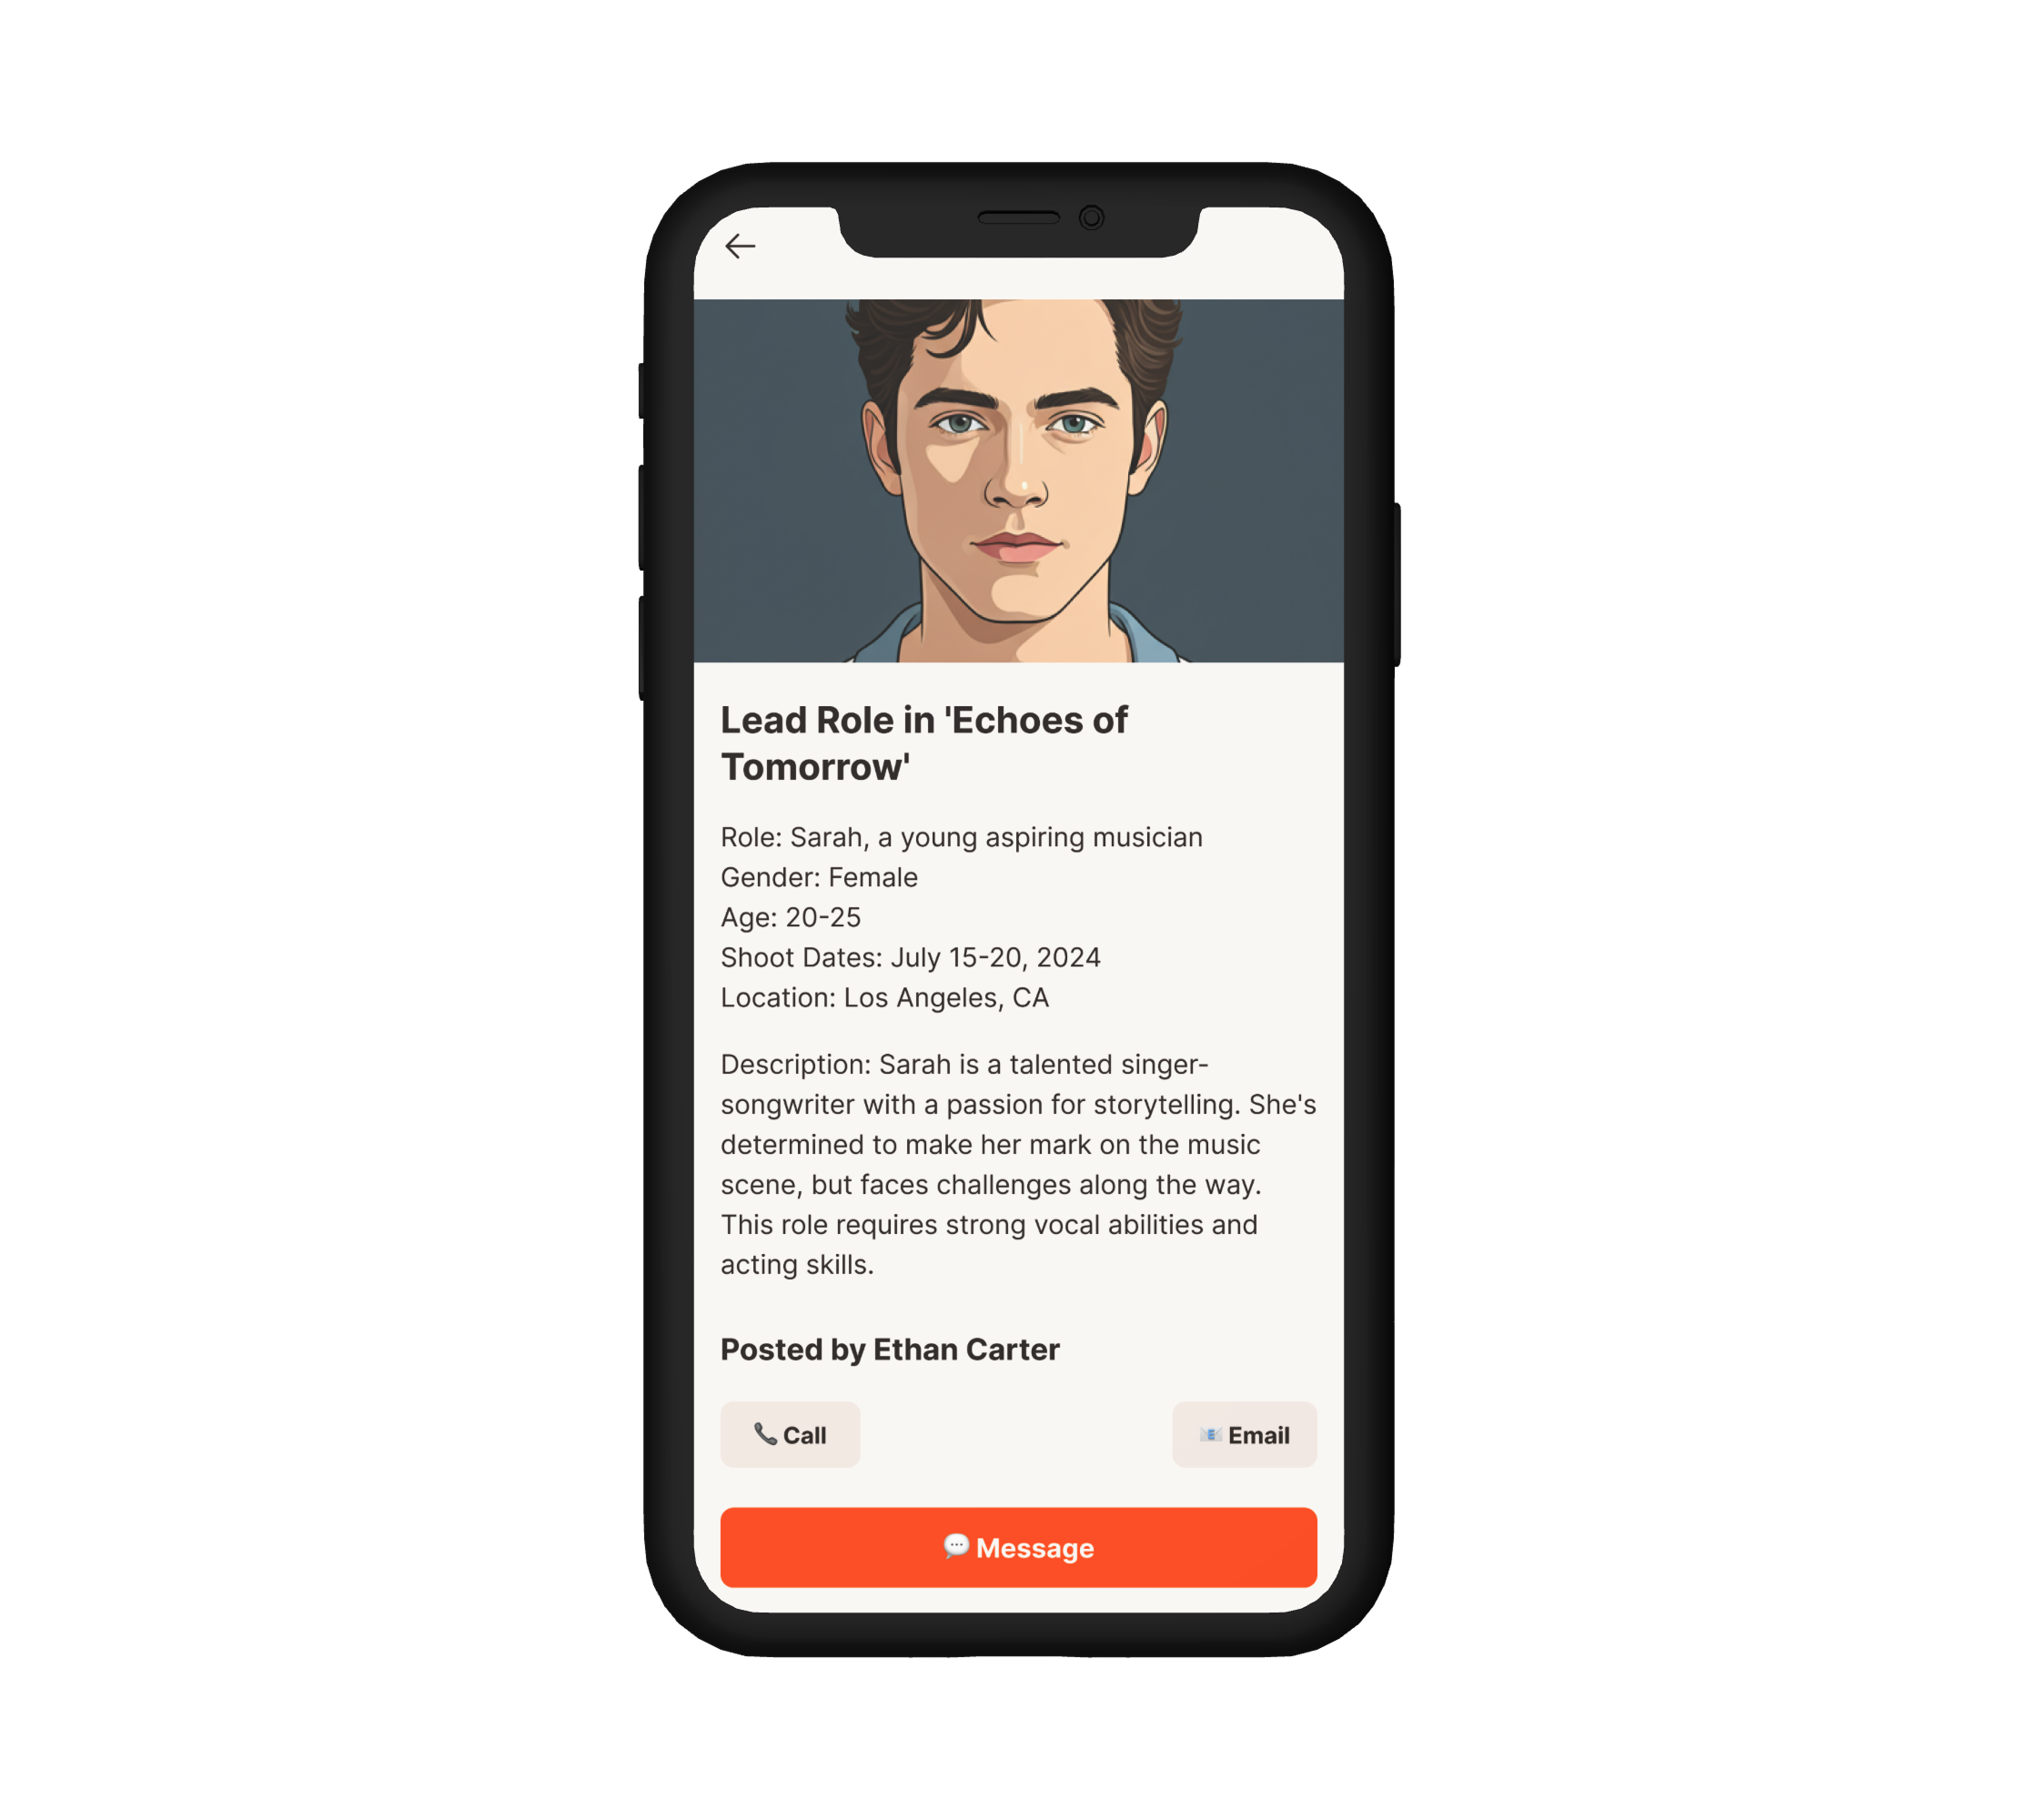 Lead Role in 'Echoes of
Tomorrow'
Role: Sarah, a young aspiring musician
Gender: Female
Age: 20-25
Shoot Dates: July 15-20, 2024
Location: Los Angeles, CA
Description: Sarah is a talented singer-
songwriter with a passion for storytelling. She's
determined to make her mark on the music
scene, but faces challenges along the way.
This role requires strong vocal abilities and
acting skills.
Posted by Ethan Carter
📞 Call
📧 Email
💬 Message